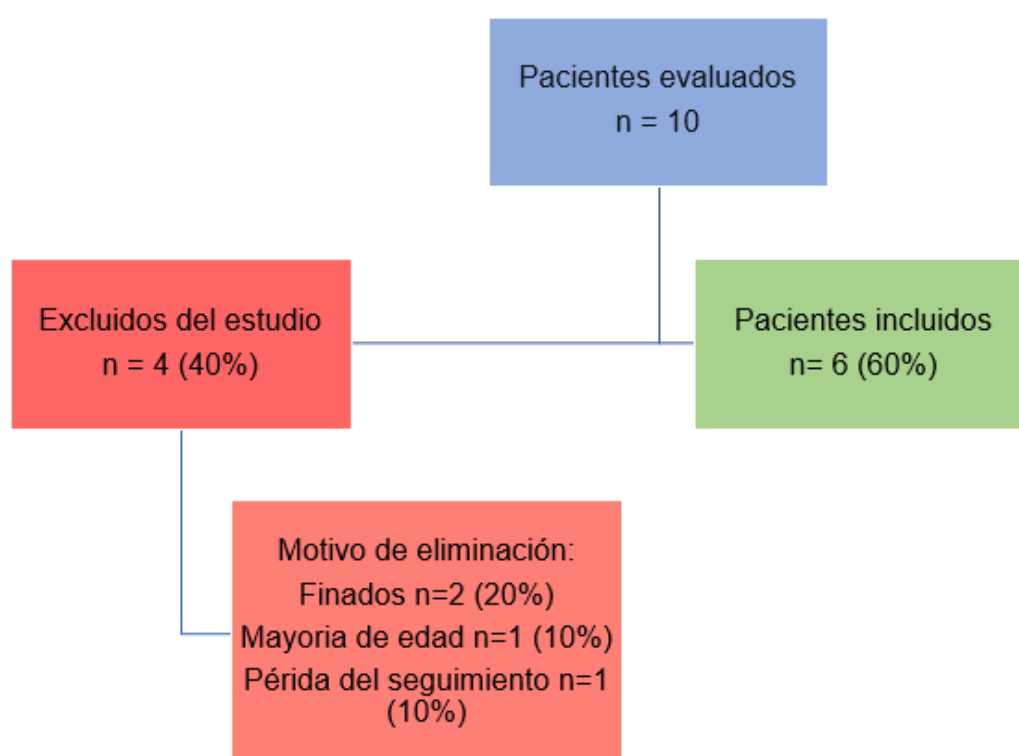 Pacientes evaluados
n = 10
Excluidos del estudio
n = 4 (40%)
Pacientes incluidos
n= 6 (60%)
Motivo de eliminación:
Finados n=2 (20%)
Mayoria de edad n=1 (10%)
Périda del seguimiento n=1
(10%)